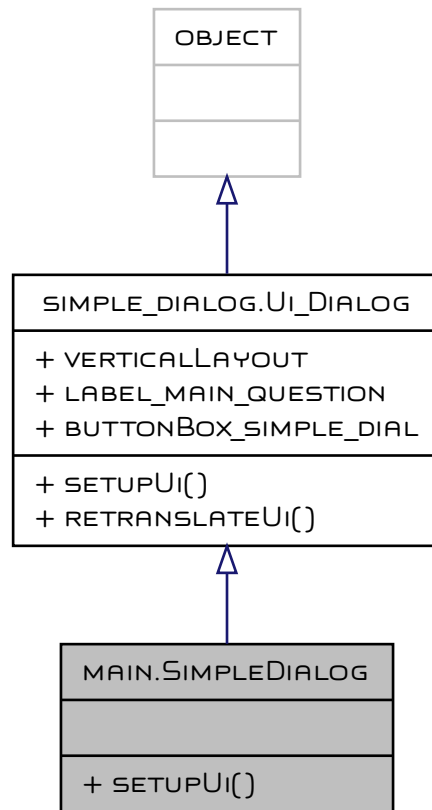 object
simple_dialog.Ui_Dialog
+ verticalLayout
+ label_main_question
+ buttonBox_simple_dial
+ setupUi()
+ retranslateUi()
main.SimpleDialog
+ setupUi()